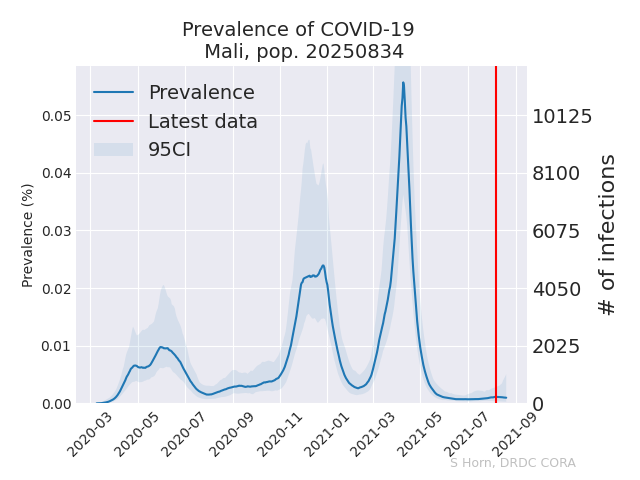 Prevalence of COVID-19
Mali, pop. 20250834
Prevalence
Latest data
95CI
Prevalence (%)
0.05
0.04
0.03
0.02
0.01
0.00
10125
8100
6075
4050
2025
0
# of infections
2020-03
2020-05
2020-07
2020-09
2020-11
2021-01
2021-03
2021-05
2021-07
2021-09
S Horn, DRDC CORA